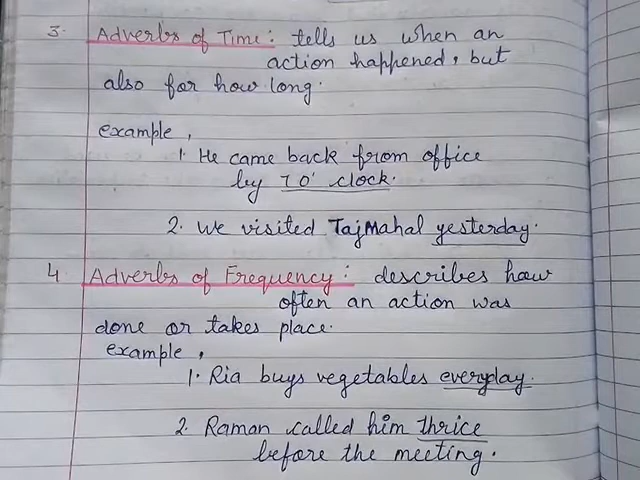 3. Adverbs of Time: tells us when an
action happened, but
also for how long.
example,
1. He came back from office
by 7 O' clock.
2. We visited TajMahal yesterday.
4 Adverbs of Frequency: describes how
often an action was
done or takes place.
example,
1. Ria buys vegetables everyday.
2. Raman called him thrice
before the meeting.